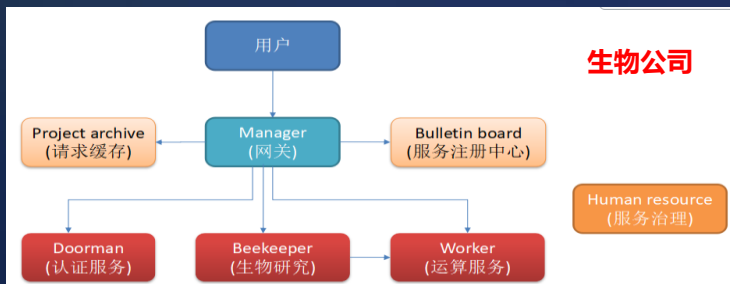 用户
生物公司
Project archive
(请求缓存)
Manager
(网关)
Bulletin board
(服务注册中心)
Human resource
(服务治理)
Doorman
(认证服务)
Beekeeper
(生物研究)
Worker
(运算服务)